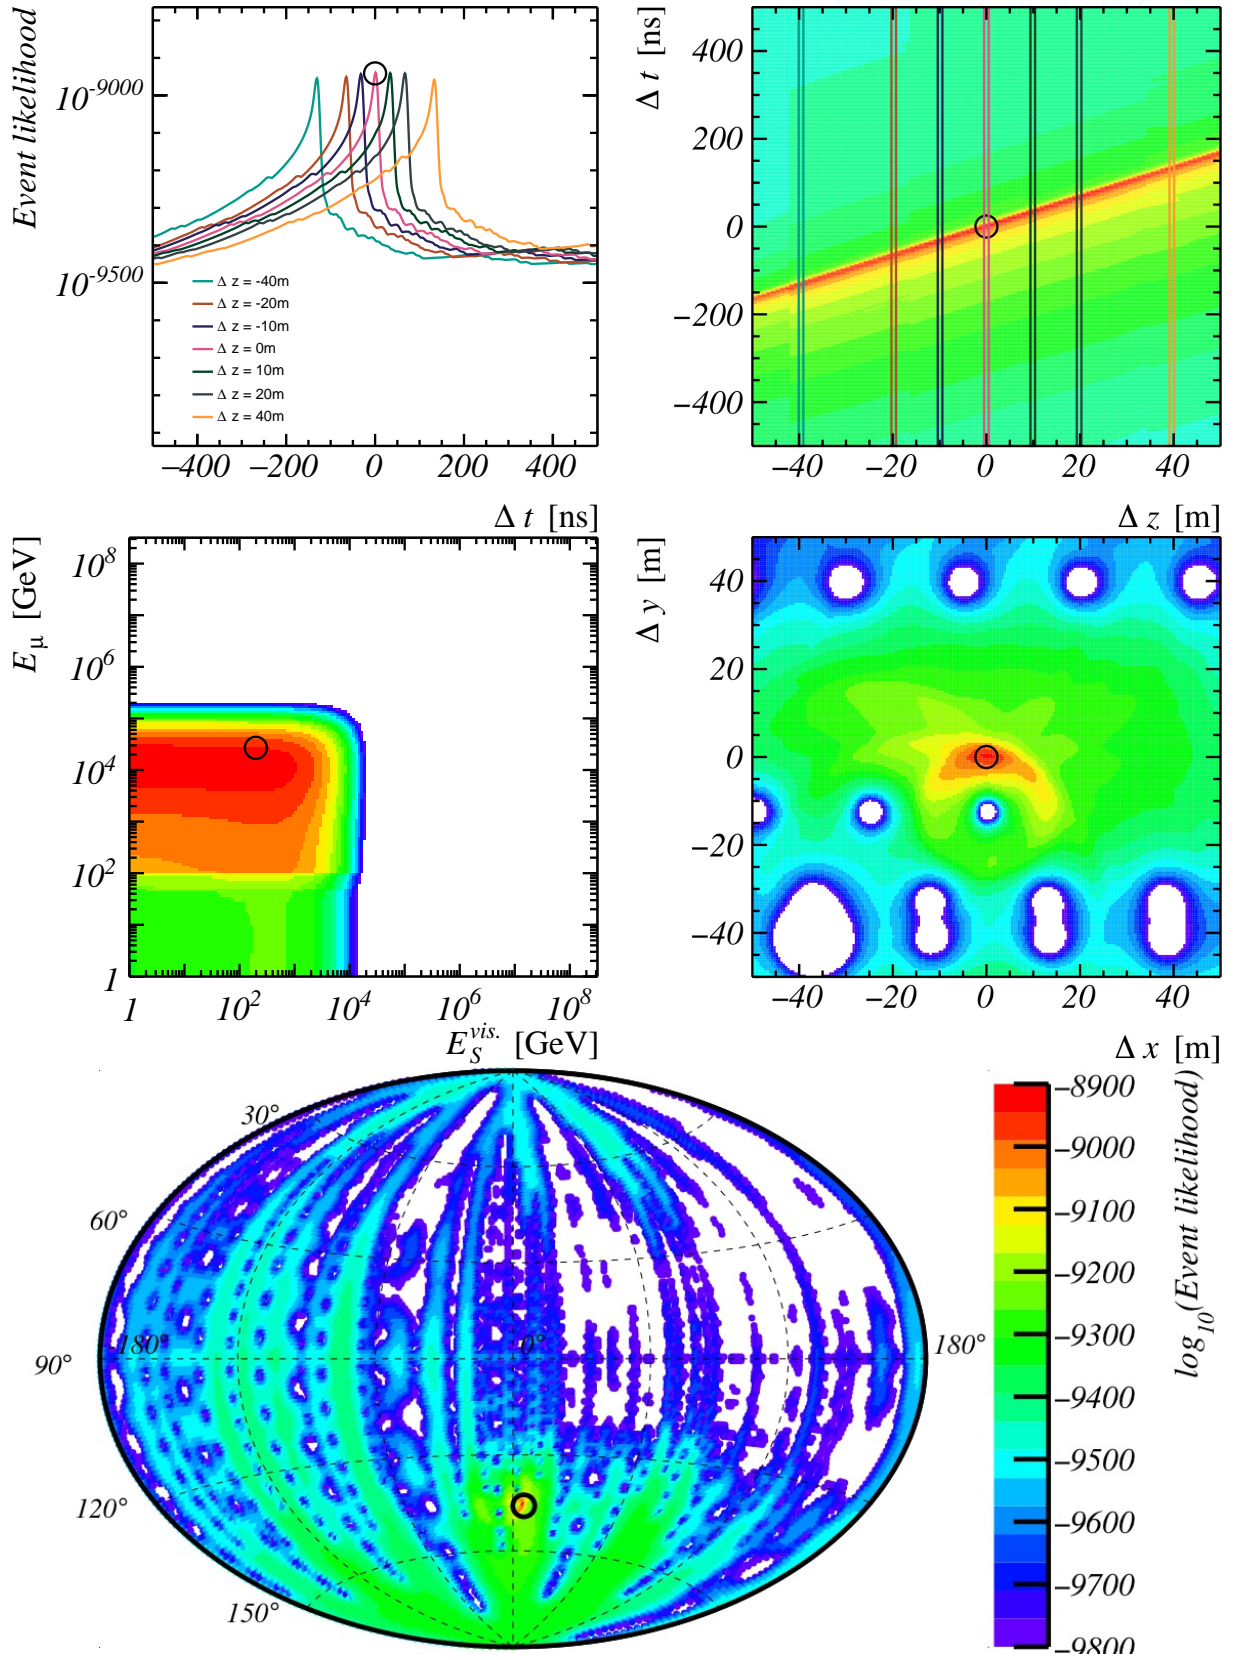 Event likelihood
10^-9000
10^-9500
Δ z = -40m
Δ z = -20m
Δ z = -10m
Δ z = 0m
Δ z = 10m
Δ z = 20m
Δ z = 40m
−400 −200 0 200 400
Δ t [ns]
Δ t [ns]
400
200
0
−200
−400
−40 −20 0 20 40
Δ z [m]
E_μ [GeV]
10^8
10^6
10^4
10^2
1
1 10^2 10^4 10^6 10^8
E_S^vis. [GeV]
Δ y [m]
40
20
0
−20
−40
−40 −20 0 20 40
Δ x [m]
30°
60°
90°
120°
150°
180° 0° 180°
−8900
−9000
−9100
−9200
−9300
−9400
−9500
−9600
−9700
−9800
log_10(Event likelihood)